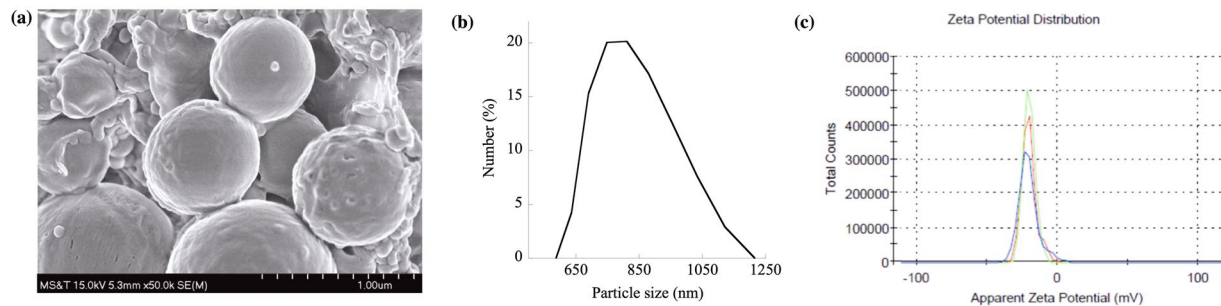 (a)
MS&T 15.0kV 5.3mm x50.0k SE(M)
1.00um
(b)
Number (%)
20
15
10
5
0
650
850
1050
1250
Particle size (nm)
(c)
Zeta Potential Distribution
Total Counts
600000
500000
400000
300000
200000
100000
0
-100
0
100
Apparent Zeta Potential (mV)